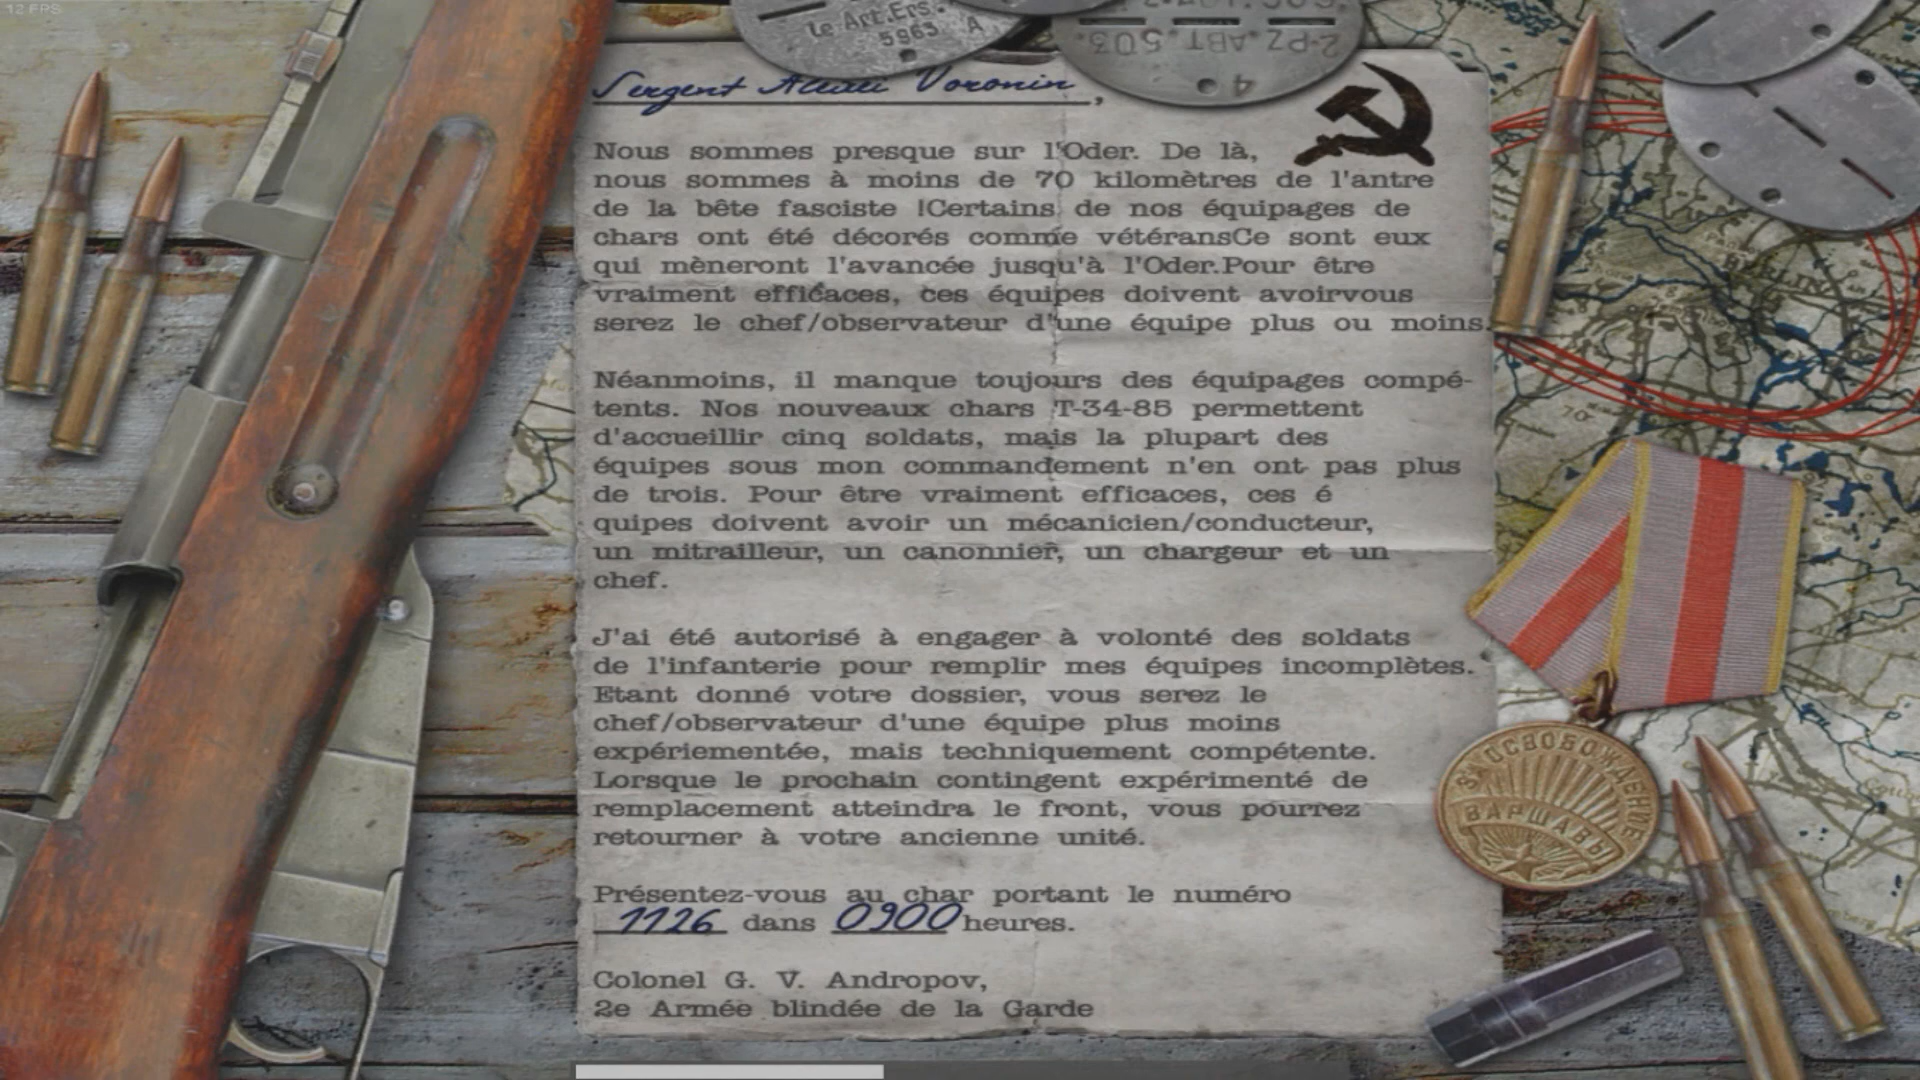 12 FPS
le Art.Ers.
5963 A
2-PZ.ABT.503.
4
Sergent Alexei Voronin,
Nous sommes presque sur l'Oder. De là,
nous sommes à moins de 70 kilomètres de l'antre
de la bête fasciste !Certains de nos équipages de
chars ont été décorés comme vétéransCe sont eux
qui mèneront l'avancée jusqu'à l'Oder.Pour être
vraiment efficaces, ces équipes doivent avoirvous
serez le chef/observateur d'une équipe plus ou moins.
Néanmoins, il manque toujours des équipages compé-
tents. Nos nouveaux chars T-34-85 permettent
d'accueillir cinq soldats, mais la plupart des
équipes sous mon commandement n'en ont pas plus
de trois. Pour être vraiment efficaces, ces é
quipes doivent avoir un mécanicien/conducteur,
un mitrailleur, un canonnier, un chargeur et un
chef.
J'ai été autorisé à engager à volonté des soldats
de l'infanterie pour remplir mes équipes incomplètes.
Etant donné votre dossier, vous serez le
chef/observateur d'une équipe plus moins
expériementée, mais techniquement compétente.
Lorsque le prochain contingent expérimenté de
remplacement atteindra le front, vous pourrez
retourner à votre ancienne unité.
Présentez-vous au char portant le numéro
1126 dans 0900 heures.
Colonel G. V. Andropov,
2e Armée blindée de la Garde
BERLIN
ЗА ОСВОБОЖДЕНИЕ
ВАРШАВЫ